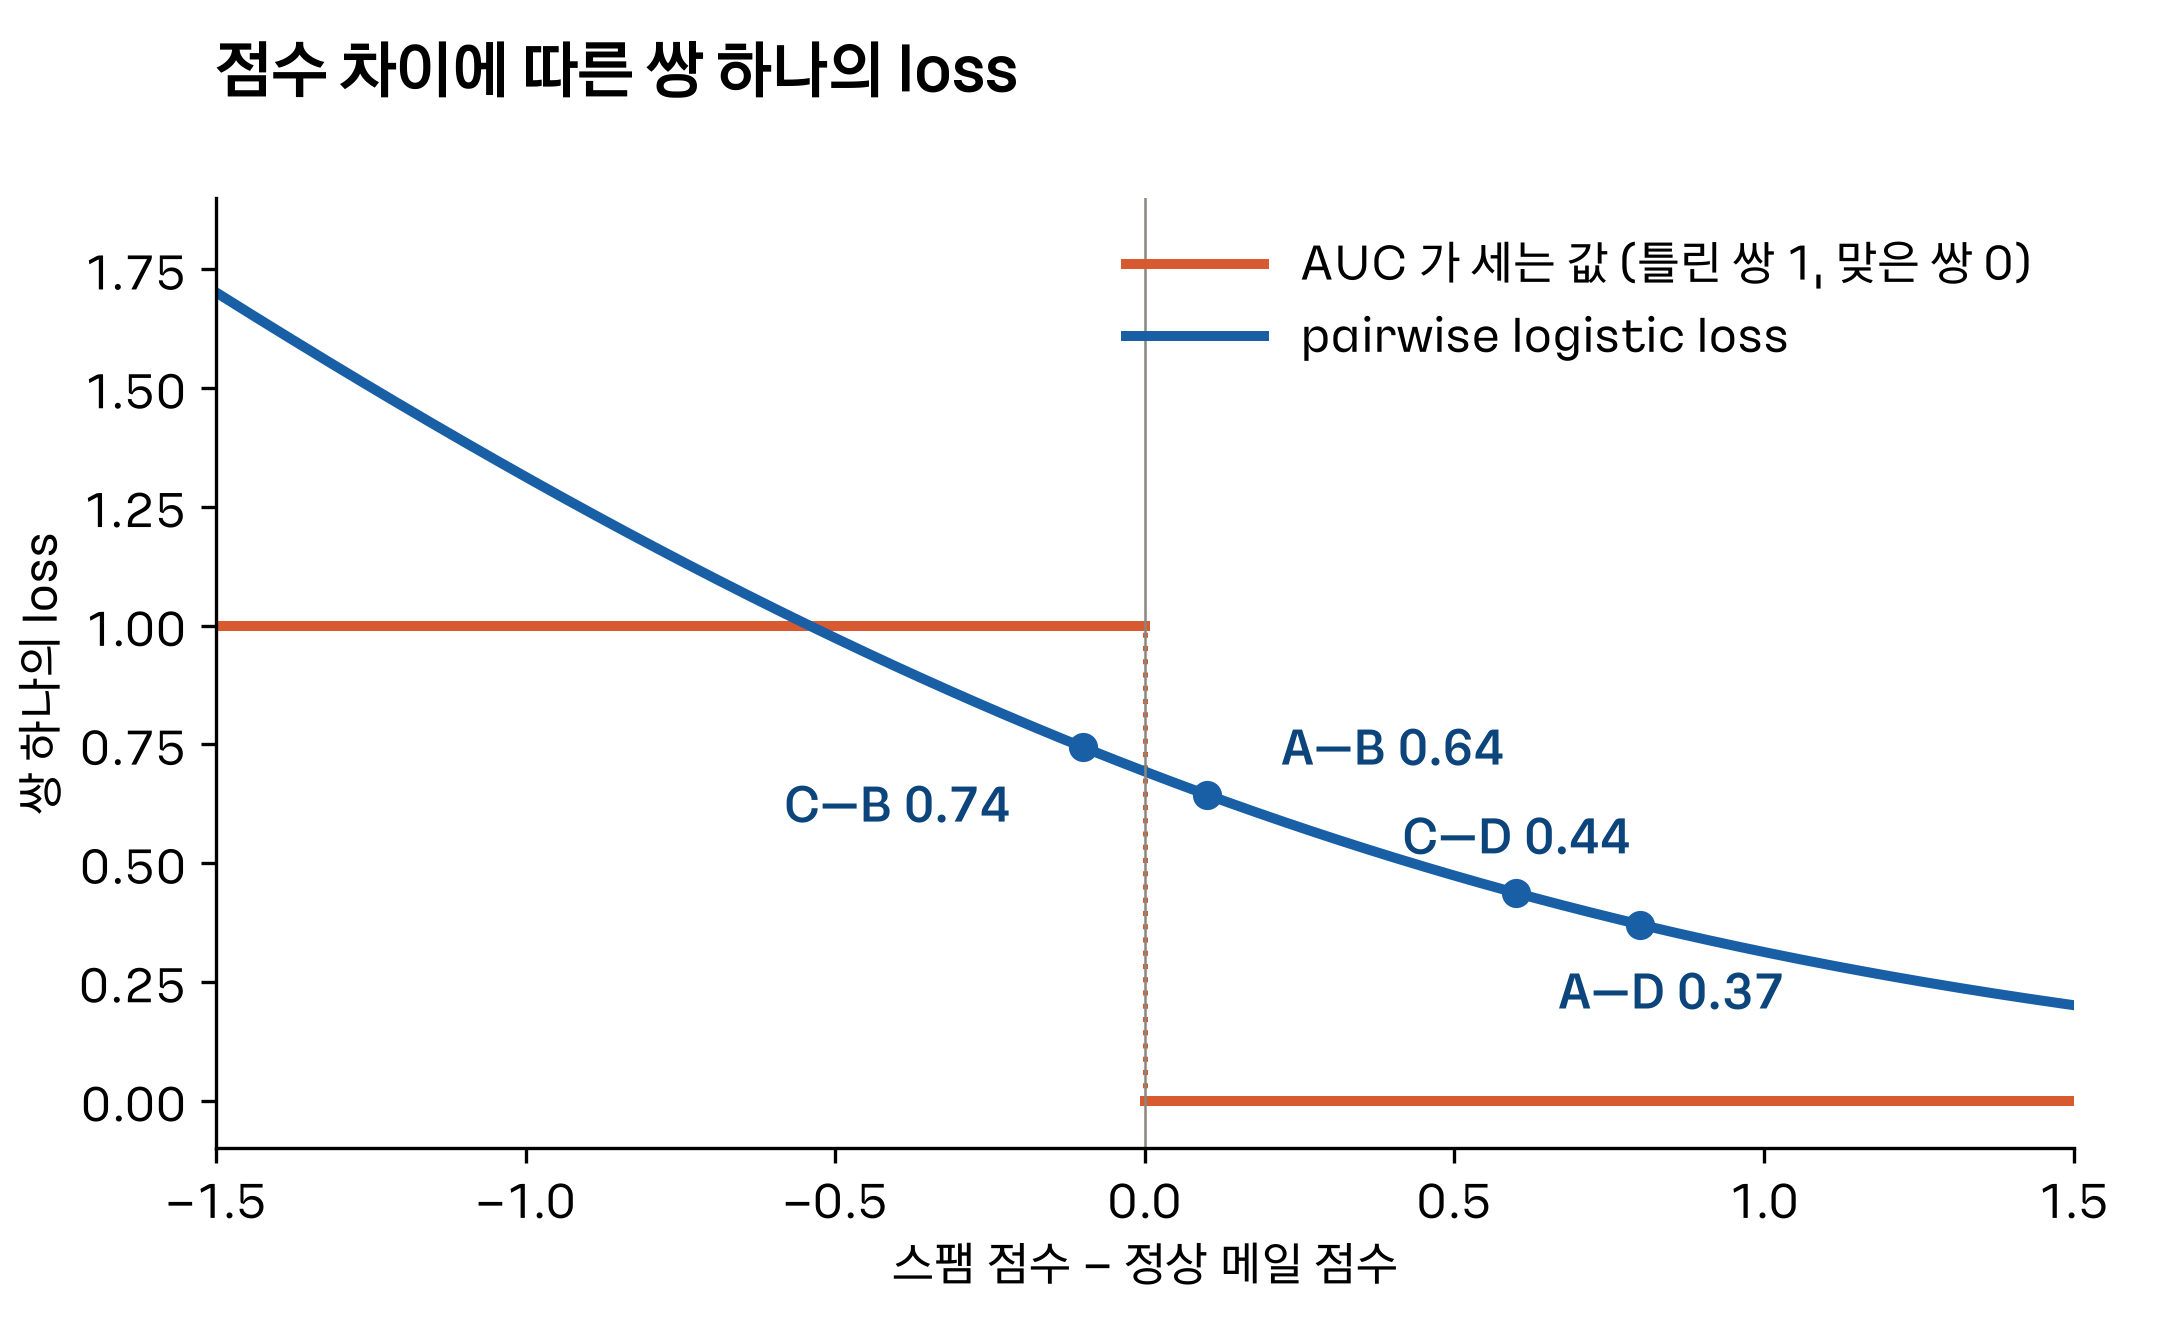 점수 차이에 따른 쌍 하나의 loss
AUC 가 세는 값 (틀린 쌍 1, 맞은 쌍 0)
pairwise logistic loss
쌍 하나의 loss
1.75
1.50
1.25
1.00
0.75
0.50
0.25
0.00
A—B 0.64
C—B 0.74
C—D 0.44
A—D 0.37
−1.5
−1.0
−0.5
0.0
0.5
1.0
1.5
스팸 점수 − 정상 메일 점수